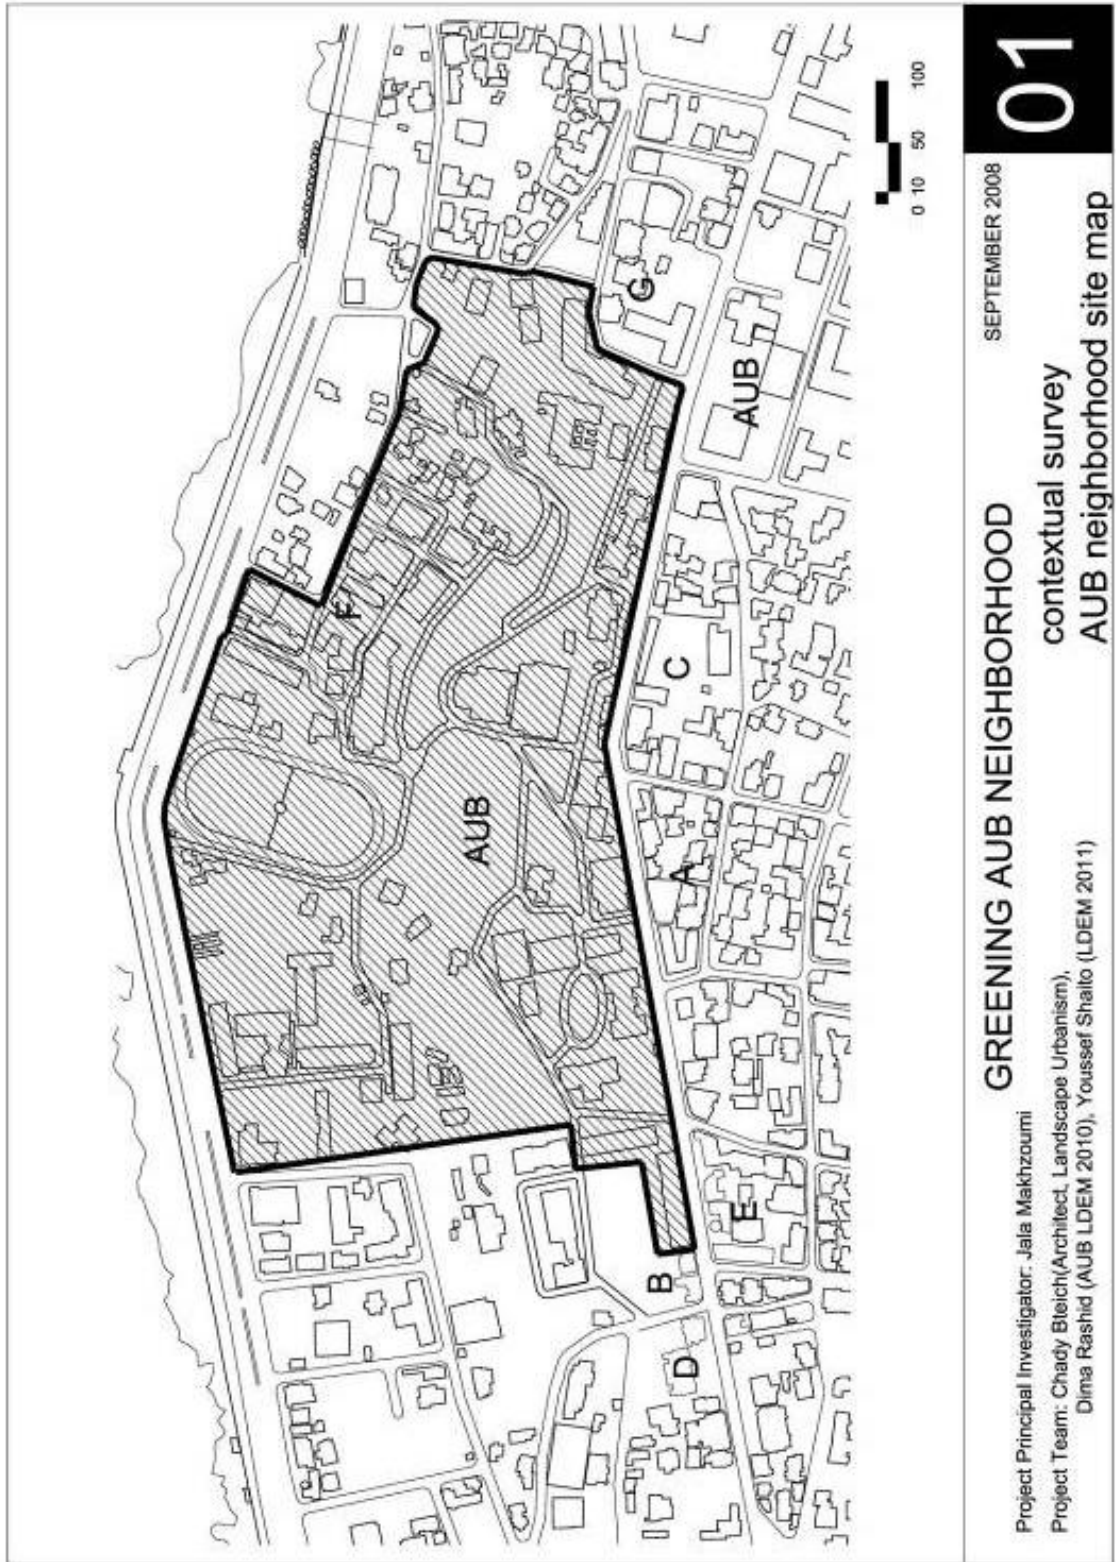 F
AUB
B
D
E
A
C
G
AUB
0 10 50 100
GREENING AUB NEIGHBORHOOD
SEPTEMBER 2008
01
Project Principal Investigator: Jala Makhzoumi
Project Team: Chady Bteich(Architect, Landscape Urbanism),
Dima Rashid (AUB LDEM 2010), Youssef Shaito (LDEM 2011)
contextual survey
AUB neighborhood site map